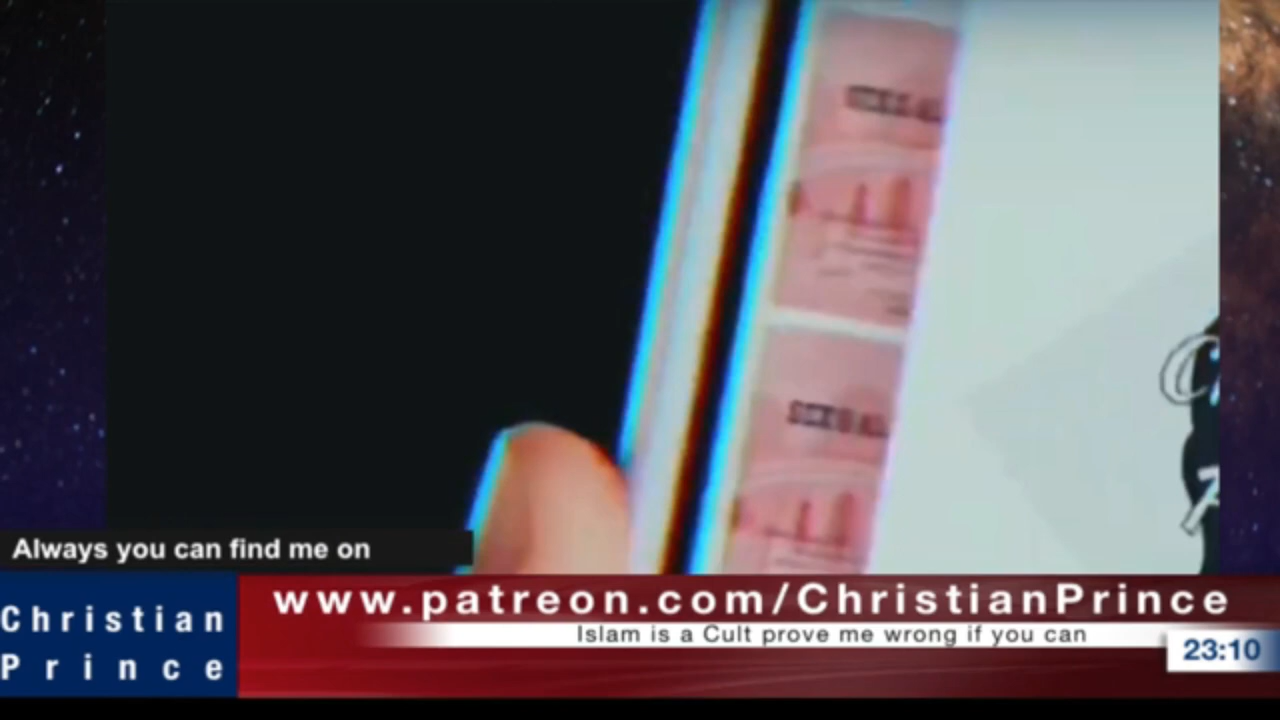 Always you can find me on
Christian
Prince
www.patreon.com/ChristianPrince
Islam is a Cult prove me wrong if you can
23:10